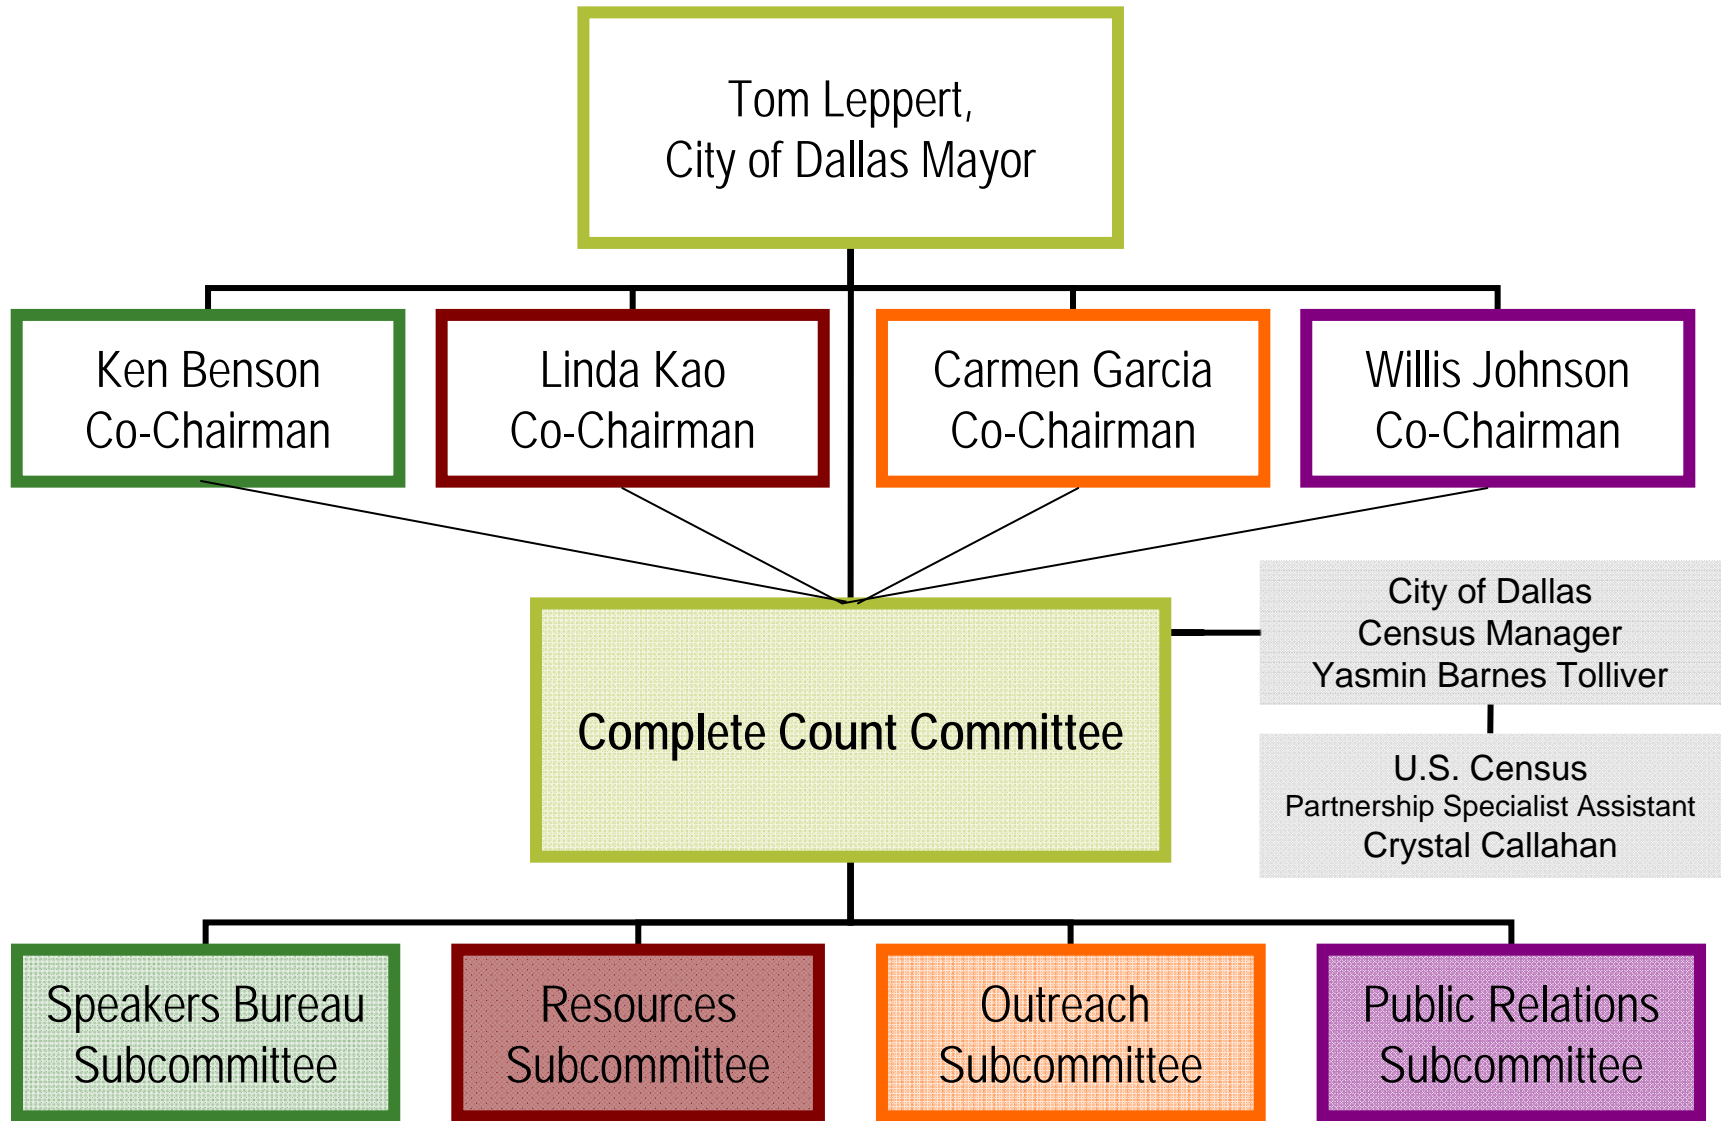 Tom Leppert,
City of Dallas Mayor
Ken Benson
Co-Chairman
Linda Kao
Co-Chairman
Carmen Garcia
Co-Chairman
Willis Johnson
Co-Chairman
City of Dallas
Census Manager
Yasmin Barnes Tolliver
Complete Count Committee
U.S. Census
Partnership Specialist Assistant
Crystal Callahan
Speakers Bureau
Subcommittee
Resources
Subcommittee
Outreach
Subcommittee
Public Relations
Subcommittee